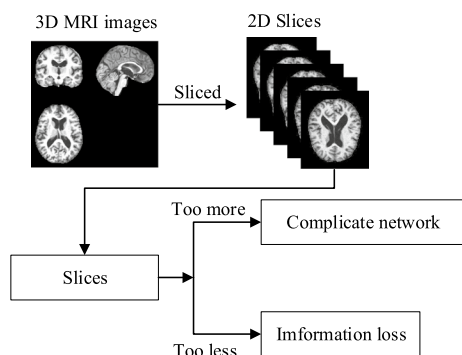 3D MRI images
2D Slices
Sliced
Too more
Complicate network
Slices
Too less
Imformation loss